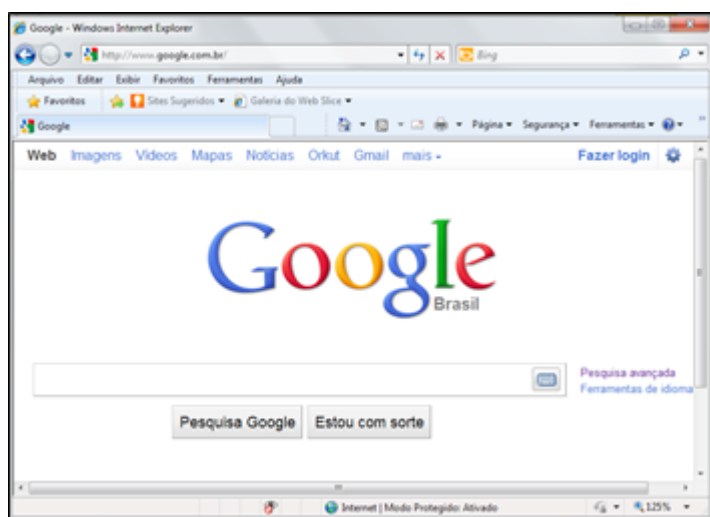 Google - Windows Internet Explorer
http://www.google.com.br/
Bing
Arquivo Editar Exibir Favoritos Ferramentas Ajuda
Favoritos Sites Sugeridos Galeria do Web Slice
Google Página Segurança Ferramentas
Web Imagens Vídeos Mapas Notícias Orkut Gmail mais Fazer login
Google
Brasil
Pesquisa avançada
Ferramentas de idioma
Pesquisa Google Estou com sorte
Internet | Modo Protegido: Ativado 125%